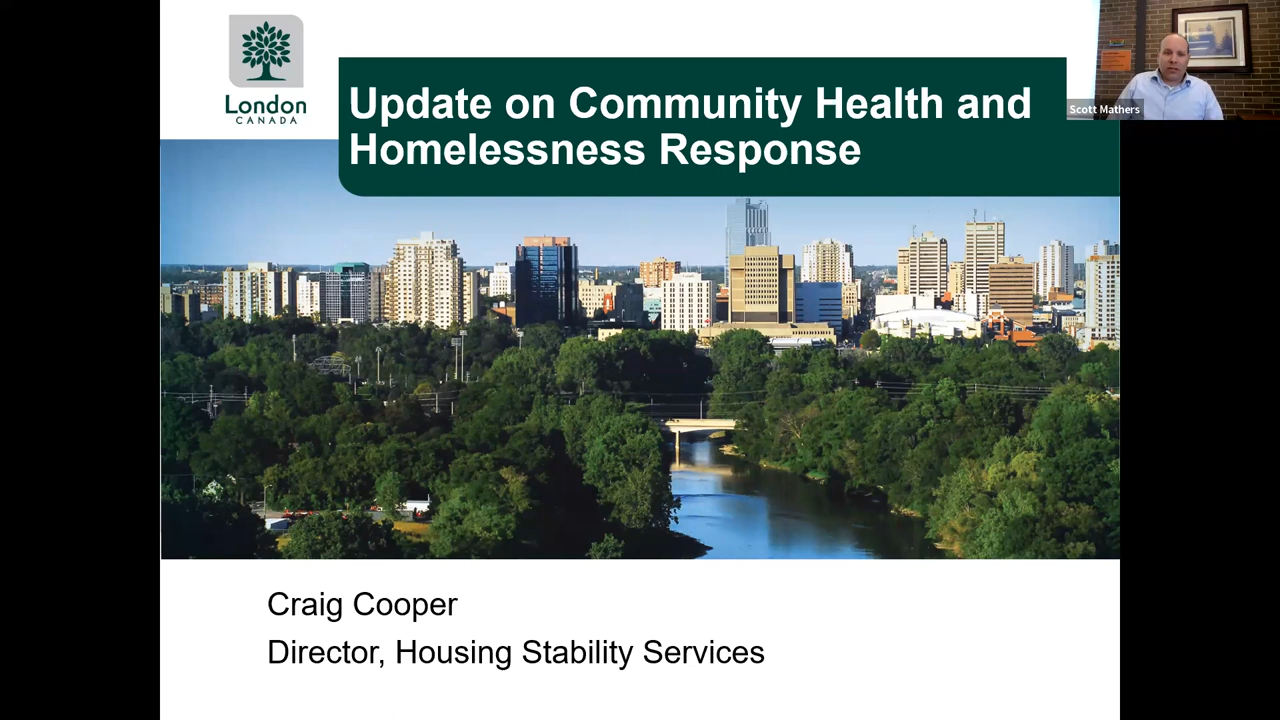 London
CANADA
Update on Community Health and
Homelessness Response
Scott Mathers
Craig Cooper
Director, Housing Stability Services